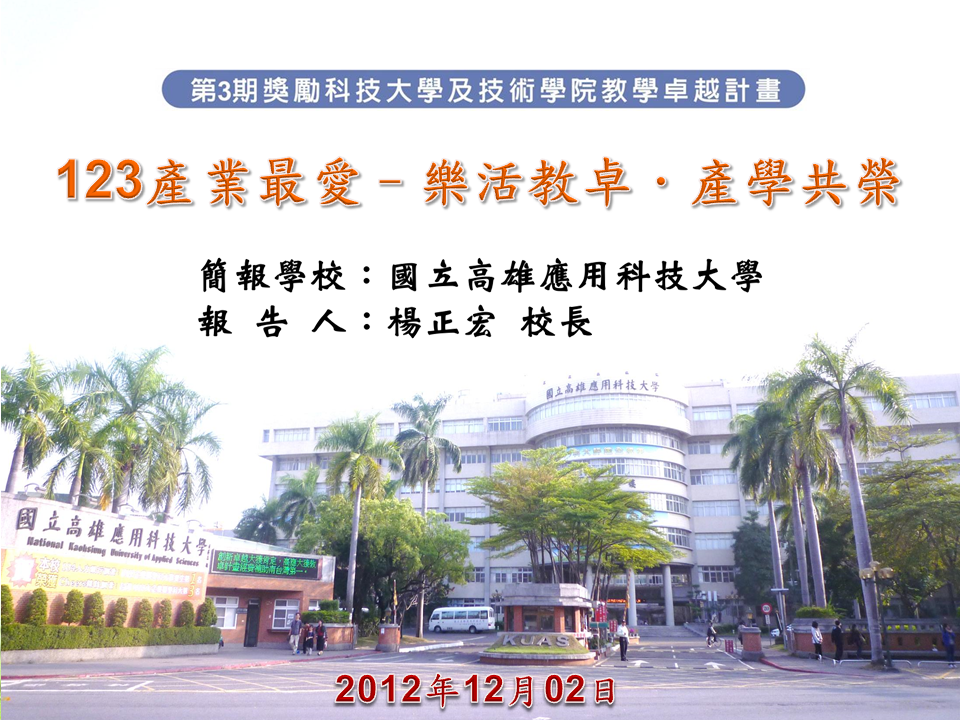 第3期獎勵科技大學及技術學院教學卓越計畫
123產業最愛–樂活教卓‧產學共榮
簡報學校：國立高雄應用科技大學
報 告 人：楊正宏 校長
國立高雄應用科技大學
國立高雄應用科技大學
National Kaohsiung University of Applied Sciences
KUAS
2012年12月02日